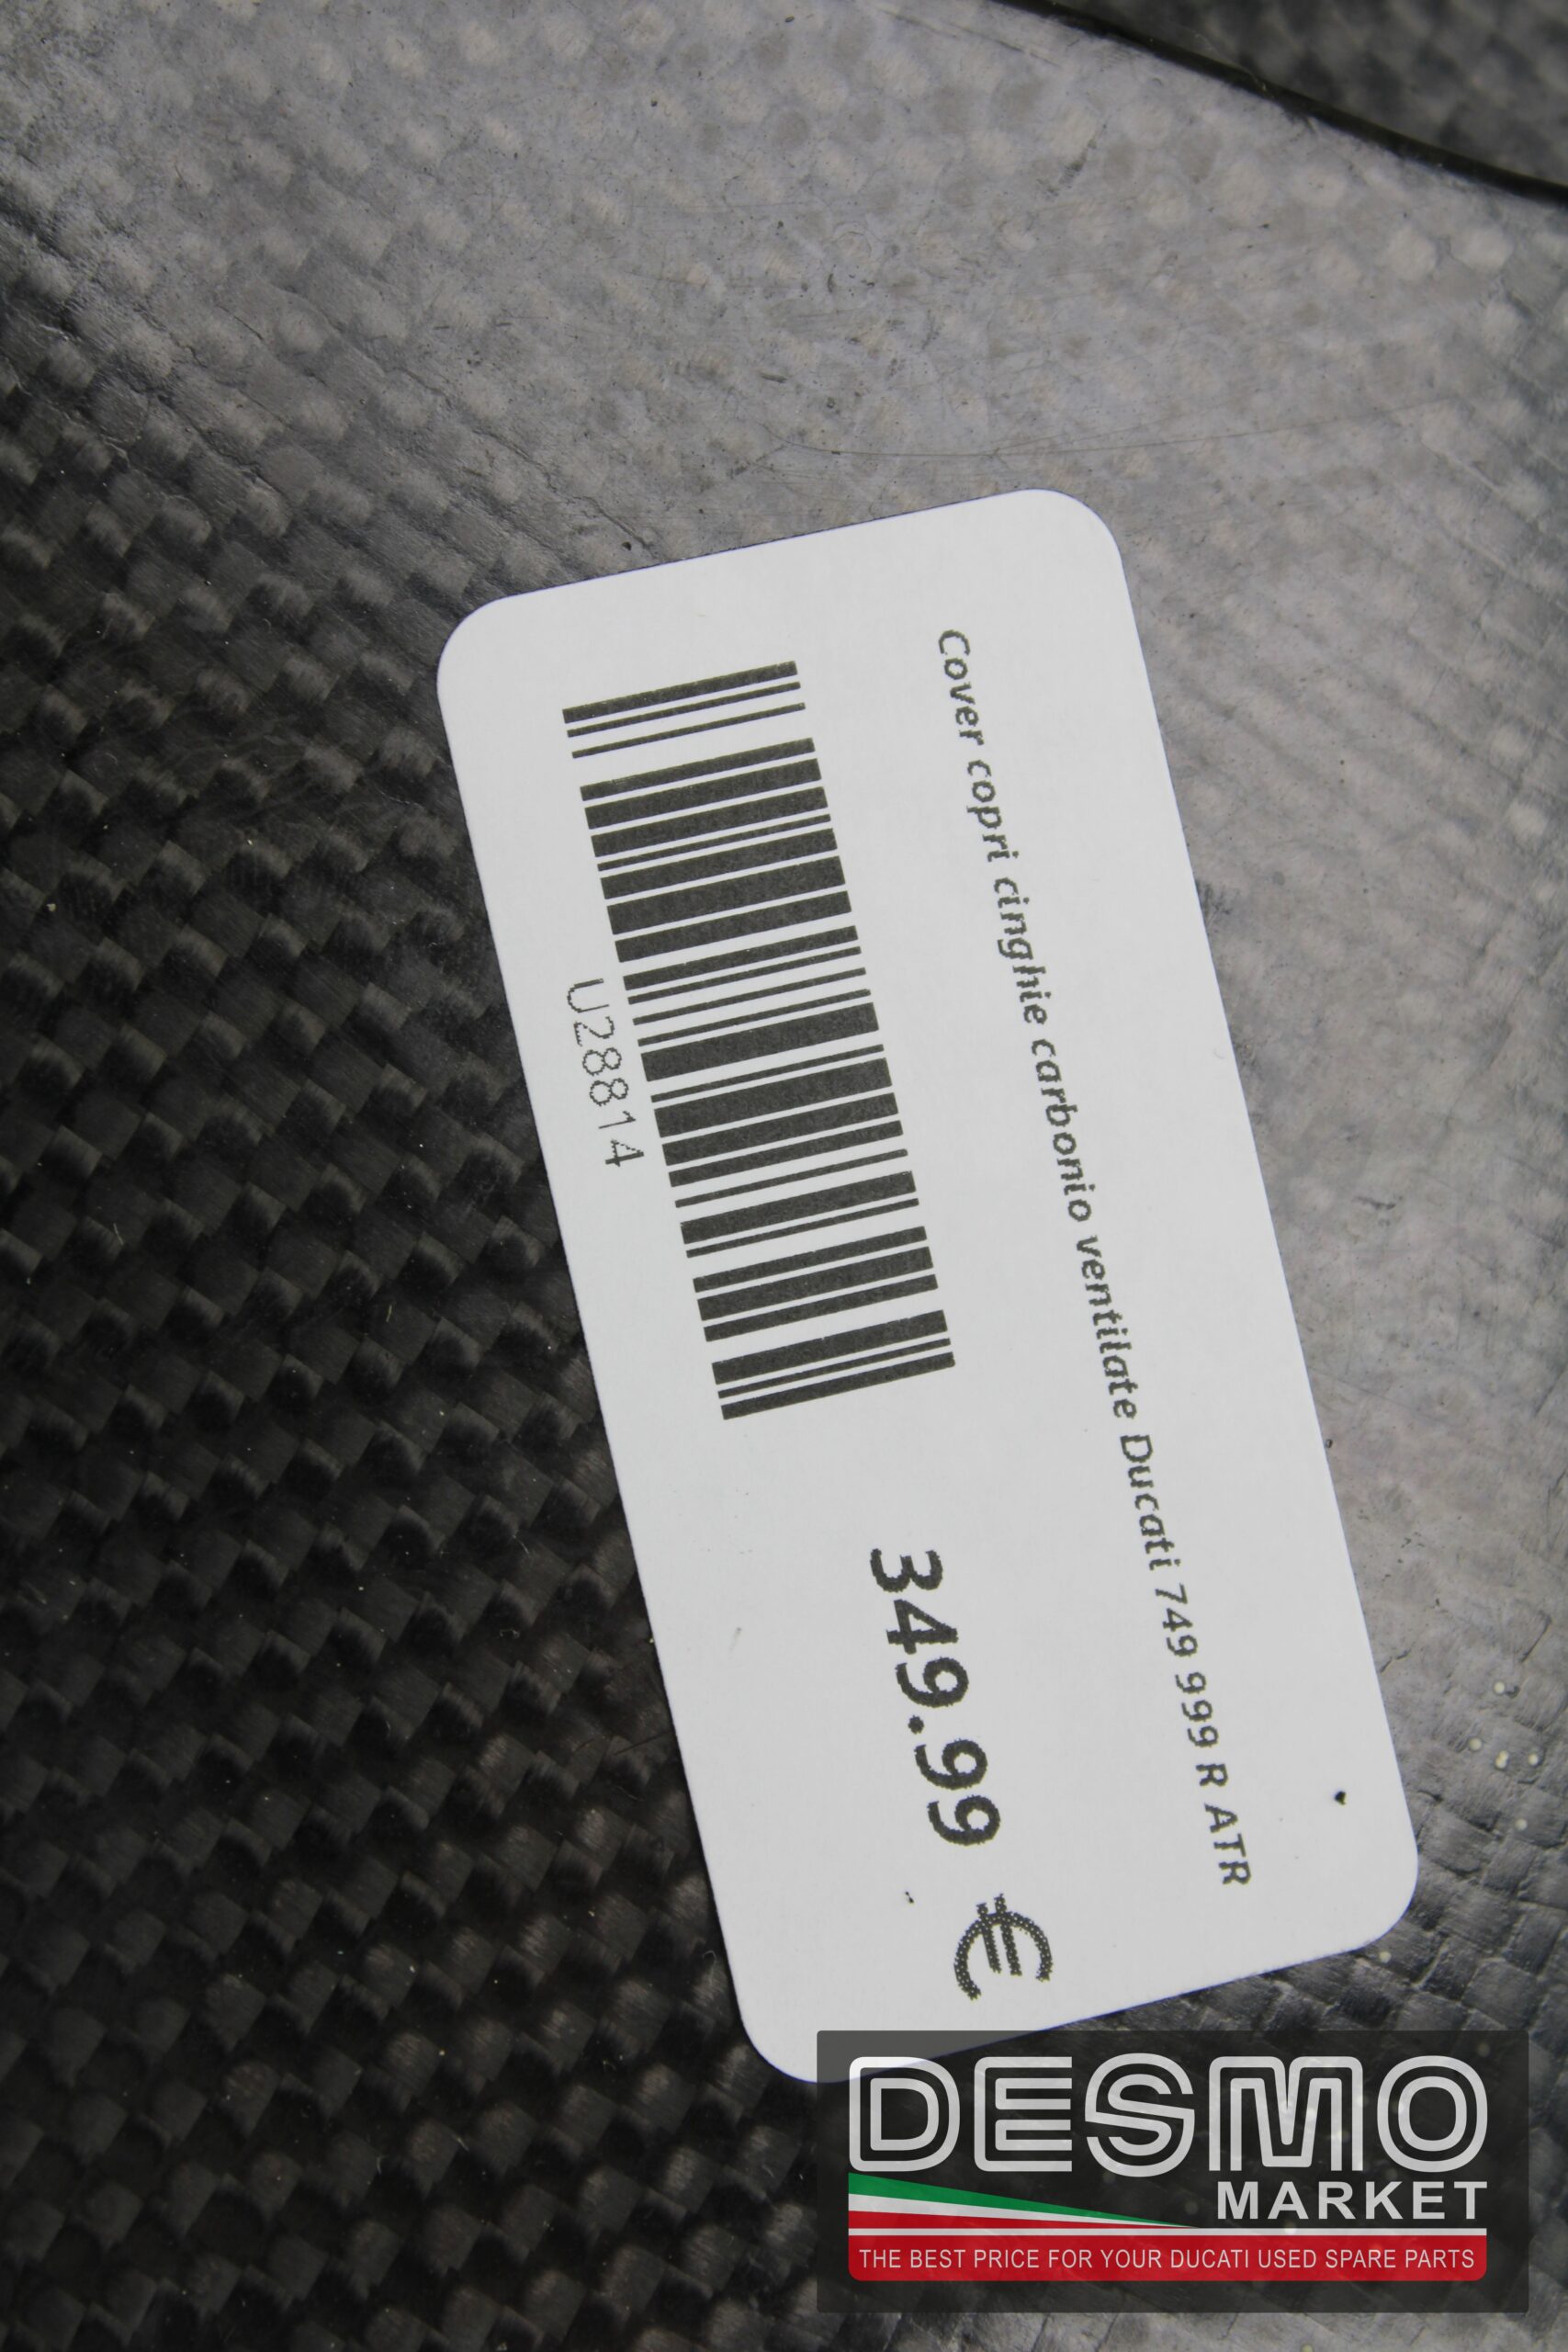 Cover copri cinghie carbonio ventilate Ducati 749 999 R ATR
U28814
349.99 €
DESMO
MARKET
THE BEST PRICE FOR YOUR DUCATI USED SPARE PARTS